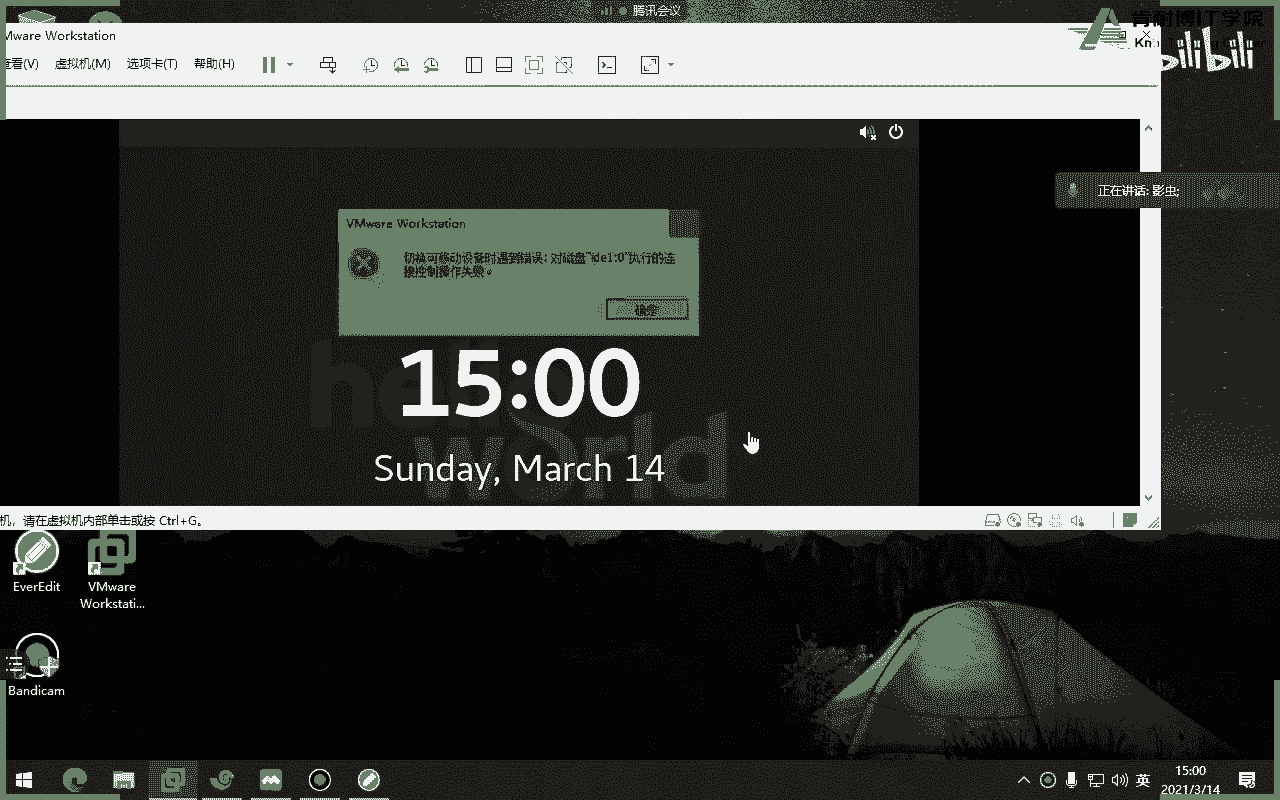 腾讯会议
肯耐博IT学院
Mware Workstation
bilibili
查看(V) 虚拟机(M) 选项卡(T) 帮助(H)
正在讲话: 影虫;
VMware Workstation
切换可移动设备时遇到错误: 对磁盘"ide1:0"执行的连
接控制操作失败。
确定
hello
world
15:00
Sunday, March 14
机，请在虚拟机内部单击或按 Ctrl+G。
EverEdit
VMware
Workstati...
Bandicam
英
15:00
2021/3/14